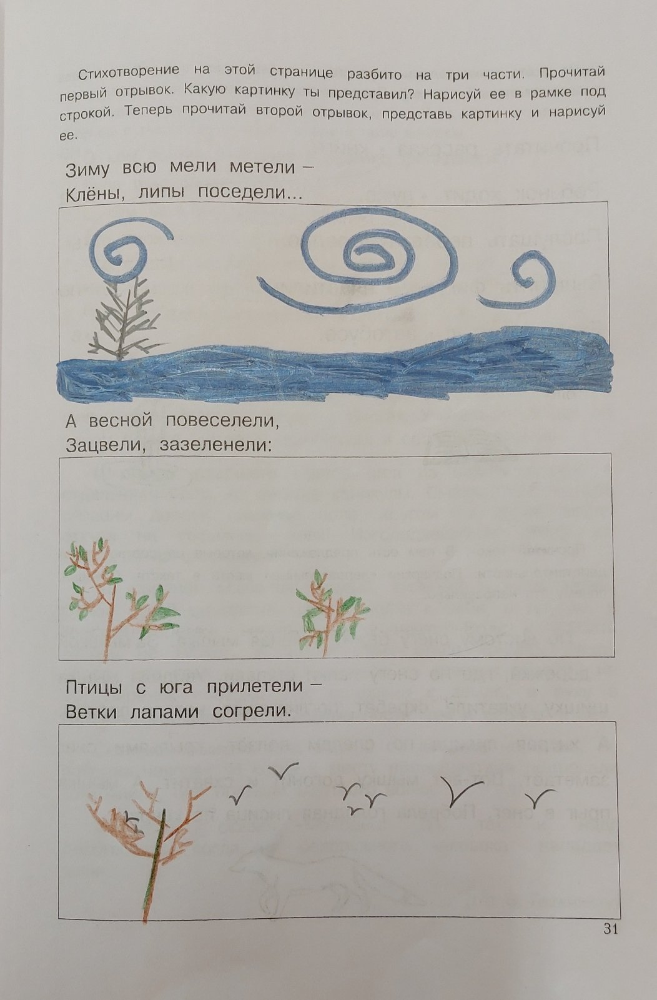 Стихотворение на этой странице разбито на три части. Прочитай
первый отрывок. Какую картинку ты представил? Нарисуй ее в рамке под
строкой. Теперь прочитай второй отрывок, представь картинку и нарисуй
ее.
Зиму всю мели метели –
Клёны, липы поседели...
А весной повеселели,
Зацвели, зазеленели:
Птицы с юга прилетели –
Ветки лапами согрели.
31